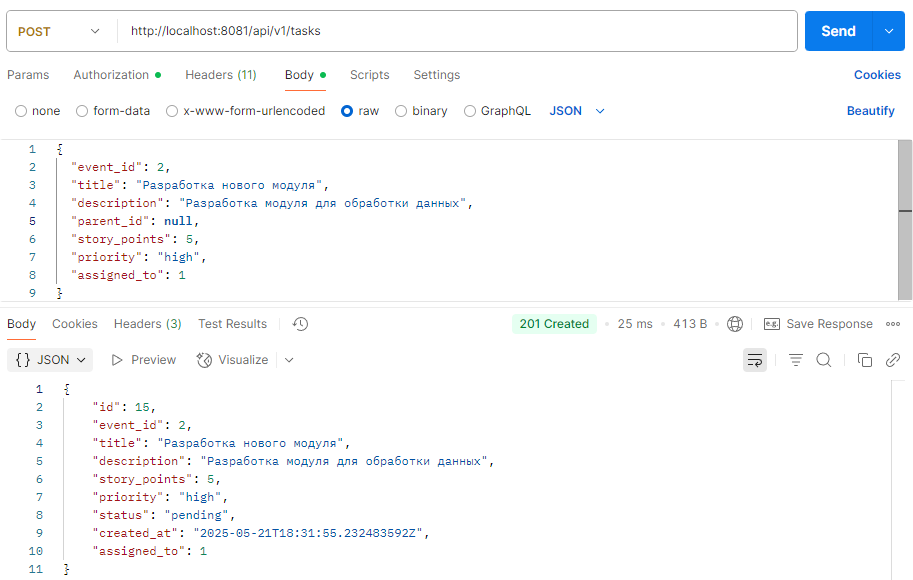 POST http://localhost:8081/api/v1/tasks Send
Params Authorization Headers (11) Body Scripts Settings Cookies
none form-data x-www-form-urlencoded raw binary GraphQL JSON Beautify
1 {
2 "event_id": 2,
3 "title": "Разработка нового модуля",
4 "description": "Разработка модуля для обработки данных",
5 "parent_id": null,
6 "story_points": 5,
7 "priority": "high",
8 "assigned_to": 1
9 }
Body Cookies Headers (3) Test Results 201 Created 25 ms 413 B e.g. Save Response
{} JSON Preview Visualize
1 {
2 "id": 15,
3 "event_id": 2,
4 "title": "Разработка нового модуля",
5 "description": "Разработка модуля для обработки данных",
6 "story_points": 5,
7 "priority": "high",
8 "status": "pending",
9 "created_at": "2025-05-21T18:31:55.232483592Z",
10 "assigned_to": 1
11 }